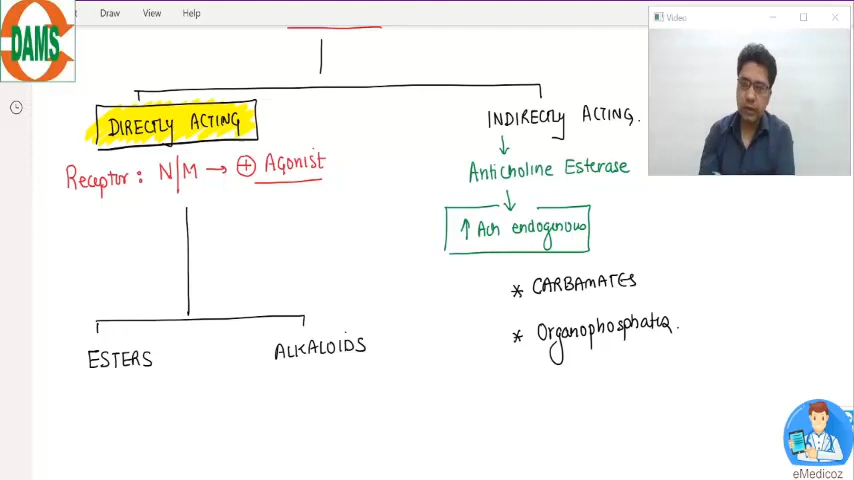 DAMS
Draw View Help
Video
DIRECTLY ACTING
Receptor: N|M → ⊕ Agonist
ESTERS
ALKALOIDS
INDIRECTLY ACTING.
Anticholine Esterase
↑ Ach endogenous
* CARBAMATES
* Organophosphates.
eMedicoz